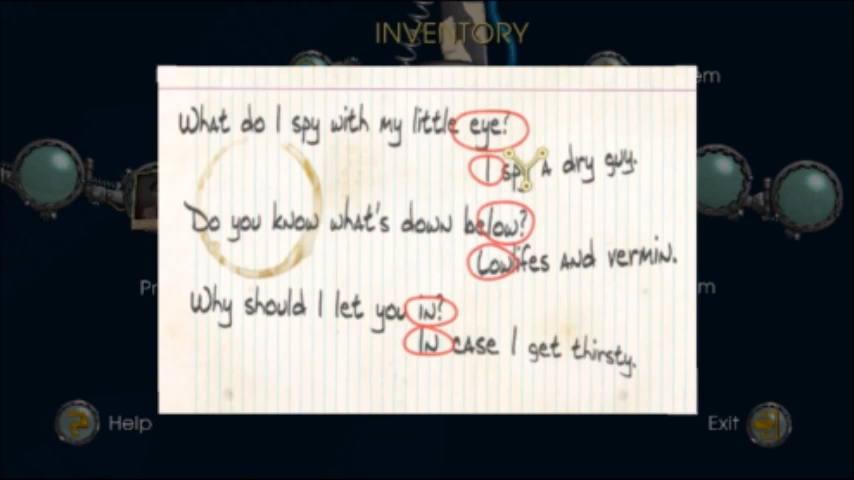 INVENTORY
What do I spy with my little eye?
I spy A dry guy.
Do you know what's down below?
Lowlifes AND vermin.
Why should I let you in?
IN case I get thirsty.
Help
Exit